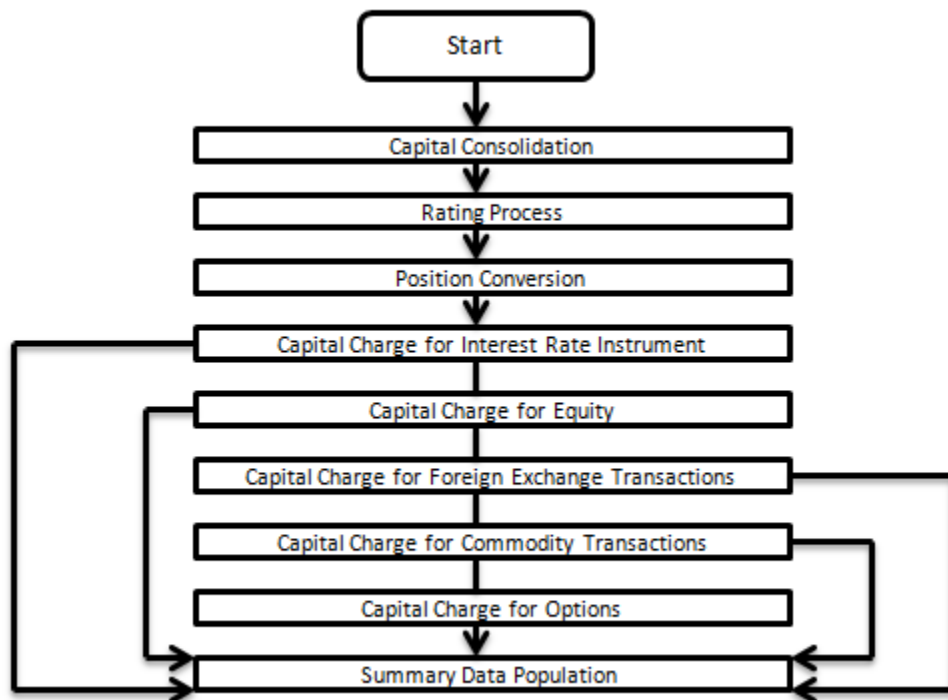 Start
Capital Consolidation
Rating Process
Position Conversion
Capital Charge for Interest Rate Instrument
Capital Charge for Equity
Capital Charge for Foreign Exchange Transactions
Capital Charge for Commodity Transactions
Capital Charge for Options
Summary Data Population